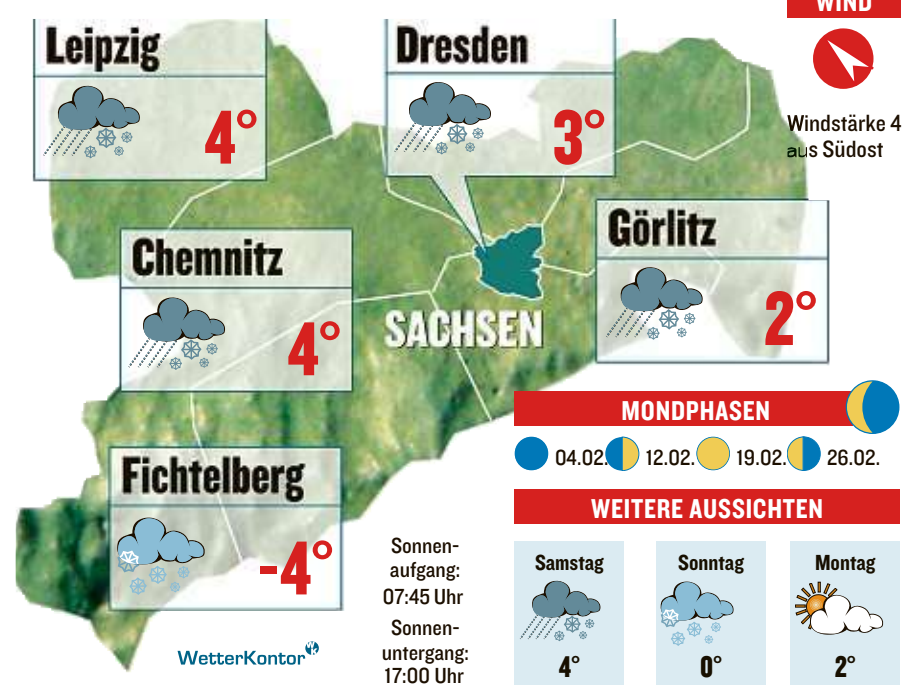 WIND
Windstärke 4
aus Südost
Leipzig
4°
Dresden
3°
Görlitz
2°
Chemnitz
4°
SACHSEN
Fichtelberg
-4°
MONDPHASEN
04.02. 12.02. 19.02. 26.02.
WEITERE AUSSICHTEN
Samstag
4°
Sonntag
0°
Montag
2°
Sonnen-
aufgang:
07:45 Uhr
Sonnen-
untergang:
17:00 Uhr
WetterKontor